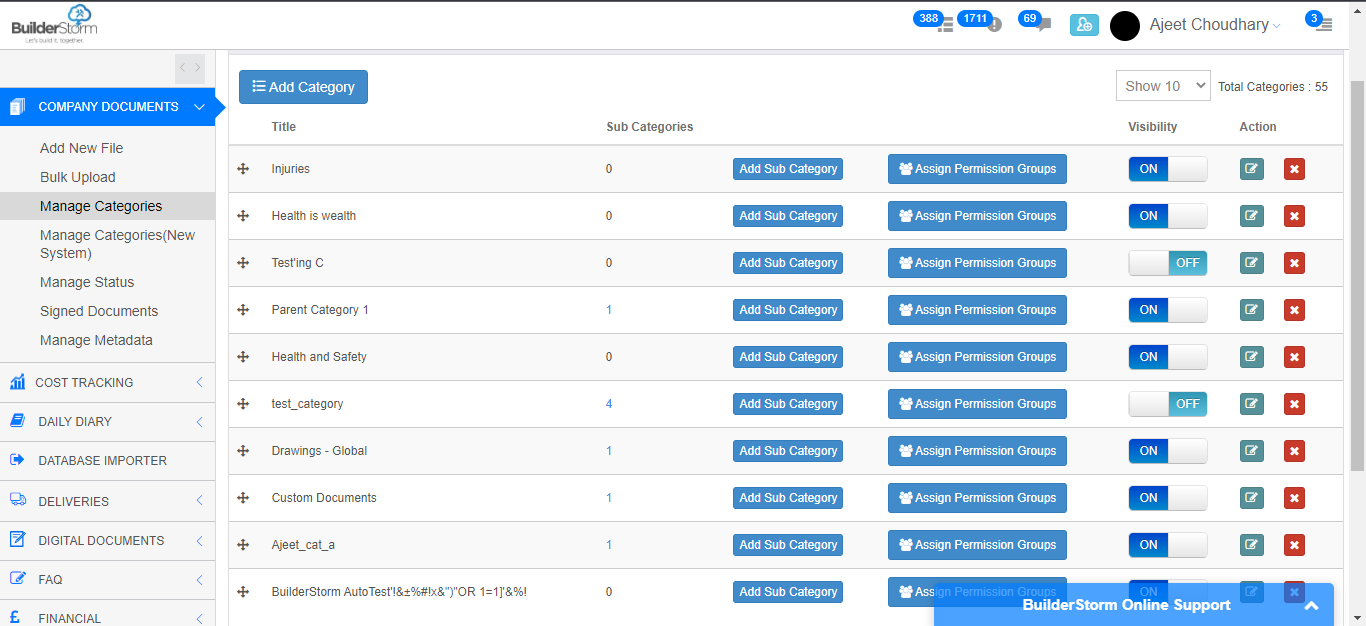 BuilderStorm
Let's build it, together.
388
1711
69
Ajeet Choudhary
3
COMPANY DOCUMENTS
Add New File
Bulk Upload
Manage Categories
Manage Categories(New
System)
Manage Status
Signed Documents
Manage Metadata
COST TRACKING
DAILY DIARY
DATABASE IMPORTER
DELIVERIES
DIGITAL DOCUMENTS
FAQ
FINANCIAL
Add Category
Show 10
Total Categories : 55
Title Sub Categories Visibility Action
Injuries 0 Add Sub Category Assign Permission Groups ON
Health is wealth 0 Add Sub Category Assign Permission Groups ON
Test'ing C 0 Add Sub Category Assign Permission Groups OFF
Parent Category 1 1 Add Sub Category Assign Permission Groups ON
Health and Safety 0 Add Sub Category Assign Permission Groups ON
test_category 4 Add Sub Category Assign Permission Groups OFF
Drawings - Global 1 Add Sub Category Assign Permission Groups ON
Custom Documents 1 Add Sub Category Assign Permission Groups ON
Ajeet_cat_a 1 Add Sub Category Assign Permission Groups ON
BuilderStorm AutoTest'!&±%#!x&")"OR 1=1]'&%! 0 Add Sub Category Assign Permission Groups ON
BuilderStorm Online Support